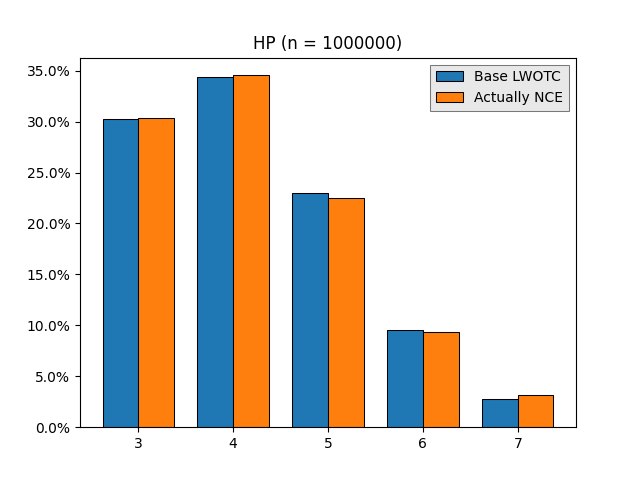 HP (n = 1000000)
35.0%
30.0%
25.0%
20.0%
15.0%
10.0%
5.0%
0.0%
Base LWOTC
Actually NCE
3 4 5 6 7